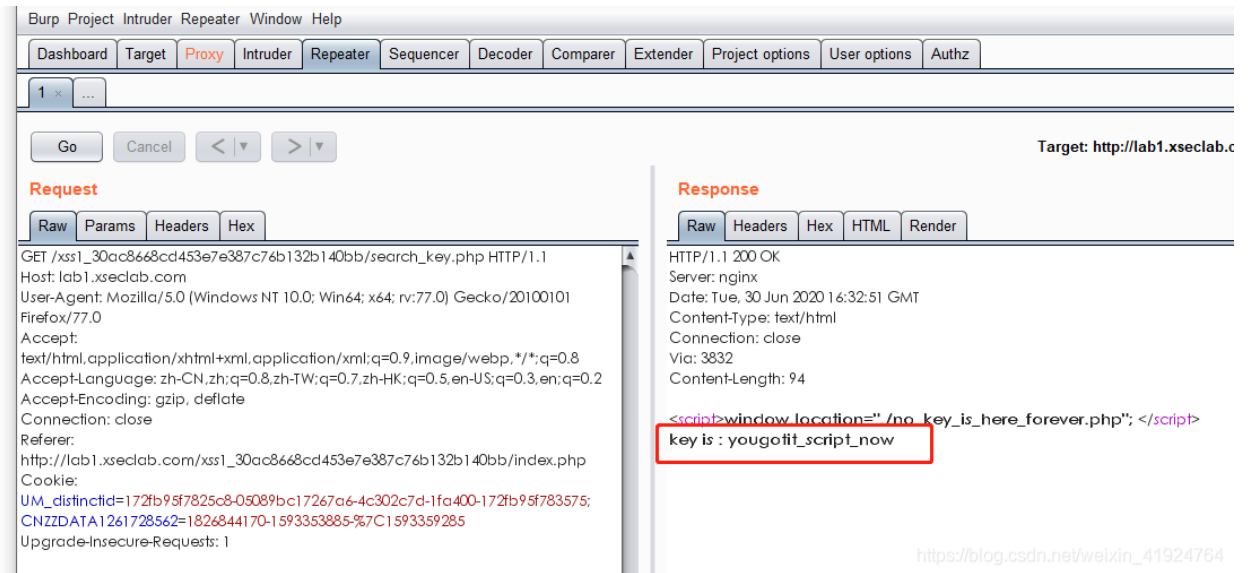 Burp Project Intruder Repeater Window Help
Dashboard Target Proxy Intruder Repeater Sequencer Decoder Comparer Extender Project options User options Authz
1 × ...
Go Cancel < ▼ > ▼ Target: http://lab1.xseclab.c
Request
Raw Params Headers Hex
GET /xss1_30ac8668cd453e7e387c76b132b140bb/search_key.php HTTP/1.1
Host: lab1.xseclab.com
User-Agent: Mozilla/5.0 (Windows NT 10.0; Win64; x64; rv:77.0) Gecko/20100101
Firefox/77.0
Accept:
text/html,application/xhtml+xml,application/xml;q=0.9,image/webp,*/*;q=0.8
Accept-Language: zh-CN,zh;q=0.8,zh-TW;q=0.7,zh-HK;q=0.5,en-US;q=0.3,en;q=0.2
Accept-Encoding: gzip, deflate
Connection: close
Referer:
http://lab1.xseclab.com/xss1_30ac8668cd453e7e387c76b132b140bb/index.php
Cookie:
UM_distinctid=172fb95f7825c8-05089bc17267a6-4c302c7d-1fa400-172fb95f783575;
CNZZDATA1261728562=1826844170-1593353885-%7C1593359285
Upgrade-Insecure-Requests: 1
Response
Raw Headers Hex HTML Render
HTTP/1.1 200 OK
Server: nginx
Date: Tue, 30 Jun 2020 16:32:51 GMT
Content-Type: text/html
Connection: close
Via: 3832
Content-Length: 94
<script>window.location="./no_key_is_here_forever.php"; </script>
key is : yougotit_script_now
https://blog.csdn.net/weixin_41924764